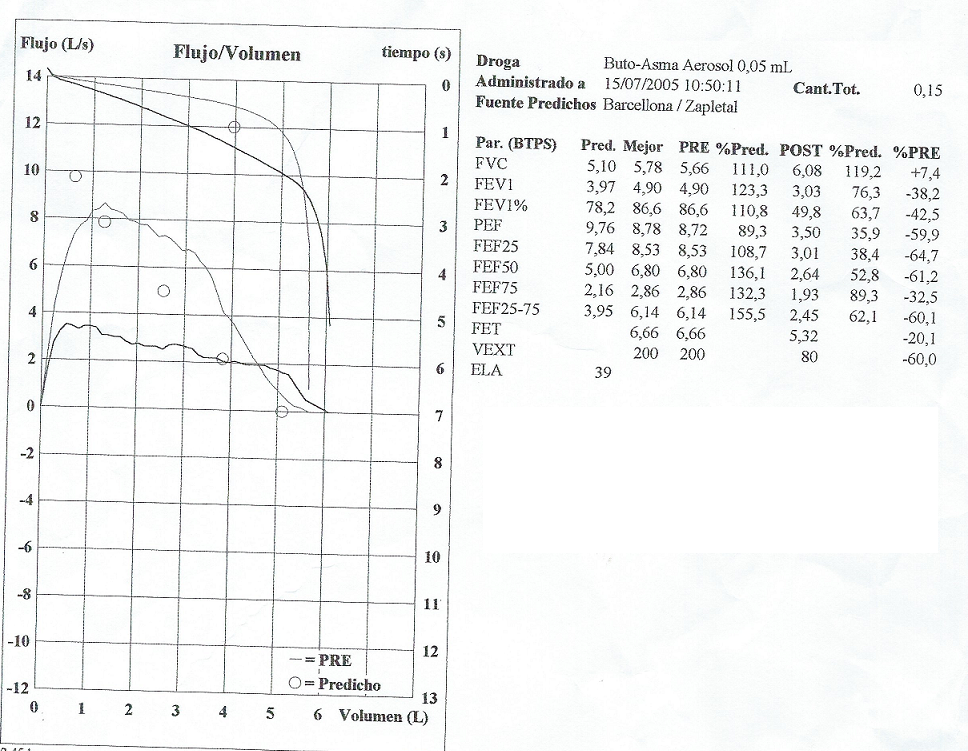 Flujo (L/s)
Flujo/Volumen
tiempo (s)
14
12
10
8
6
4
2
0
-2
-4
-6
-8
-10
-12
0
1
2
3
4
5
6
7
8
9
10
11
12
13
— = PRE
○ = Predicho
0 1 2 3 4 5 6 Volumen (L)
Droga Buto-Asma Aerosol 0,05 mL
Administrado a 15/07/2005 10:50:11 Cant.Tot. 0,15
Fuente Predichos Barcellona / Zapletal
Par. (BTPS) Pred. Mejor PRE %Pred. POST %Pred. %PRE
FVC 5,10 5,78 5,66 111,0 6,08 119,2 +7,4
FEV1 3,97 4,90 4,90 123,3 3,03 76,3 -38,2
FEV1% 78,2 86,6 86,6 110,8 49,8 63,7 -42,5
PEF 9,76 8,78 8,72 89,3 3,50 35,9 -59,9
FEF25 7,84 8,53 8,53 108,7 3,01 38,4 -64,7
FEF50 5,00 6,80 6,80 136,1 2,64 52,8 -61,2
FEF75 2,16 2,86 2,86 132,3 1,93 89,3 -32,5
FEF25-75 3,95 6,14 6,14 155,5 2,45 62,1 -60,1
FET 6,66 6,66 5,32 -20,1
VEXT 200 200 80 -60,0
ELA 39